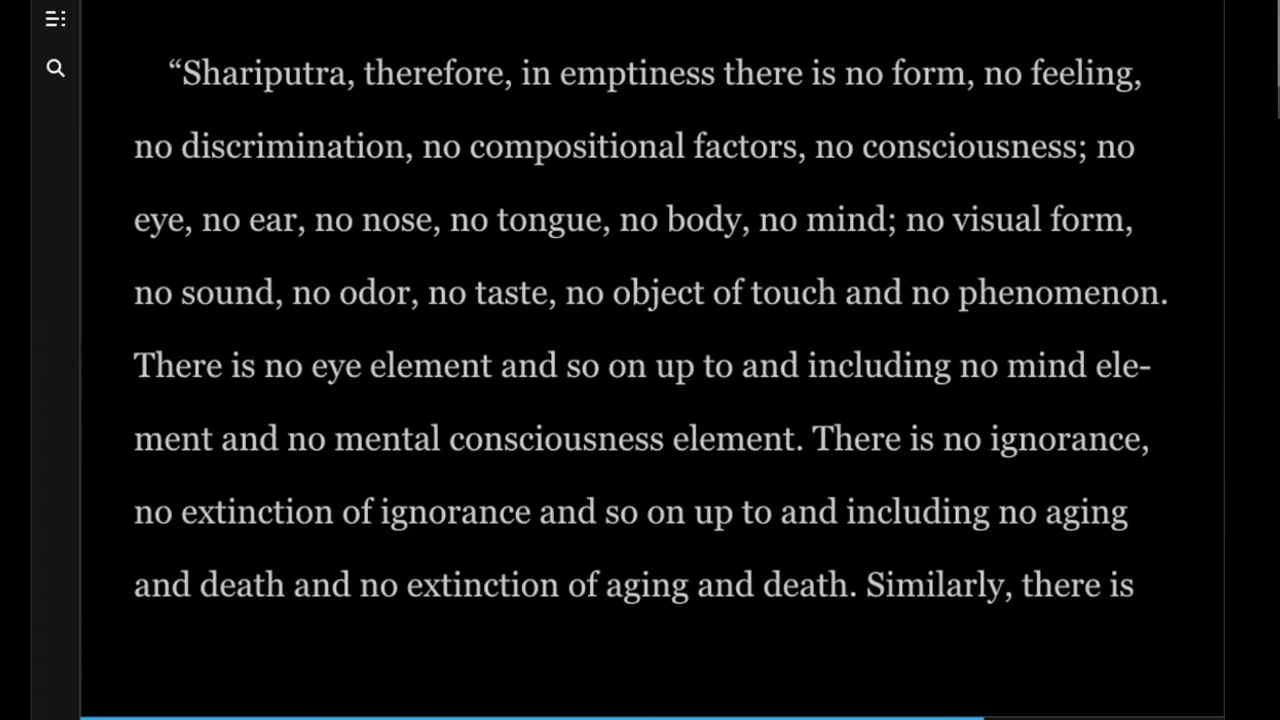 “Shariputra, therefore, in emptiness there is no form, no feeling,
no discrimination, no compositional factors, no consciousness; no
eye, no ear, no nose, no tongue, no body, no mind; no visual form,
no sound, no odor, no taste, no object of touch and no phenomenon.
There is no eye element and so on up to and including no mind ele-
ment and no mental consciousness element. There is no ignorance,
no extinction of ignorance and so on up to and including no aging
and death and no extinction of aging and death. Similarly, there is